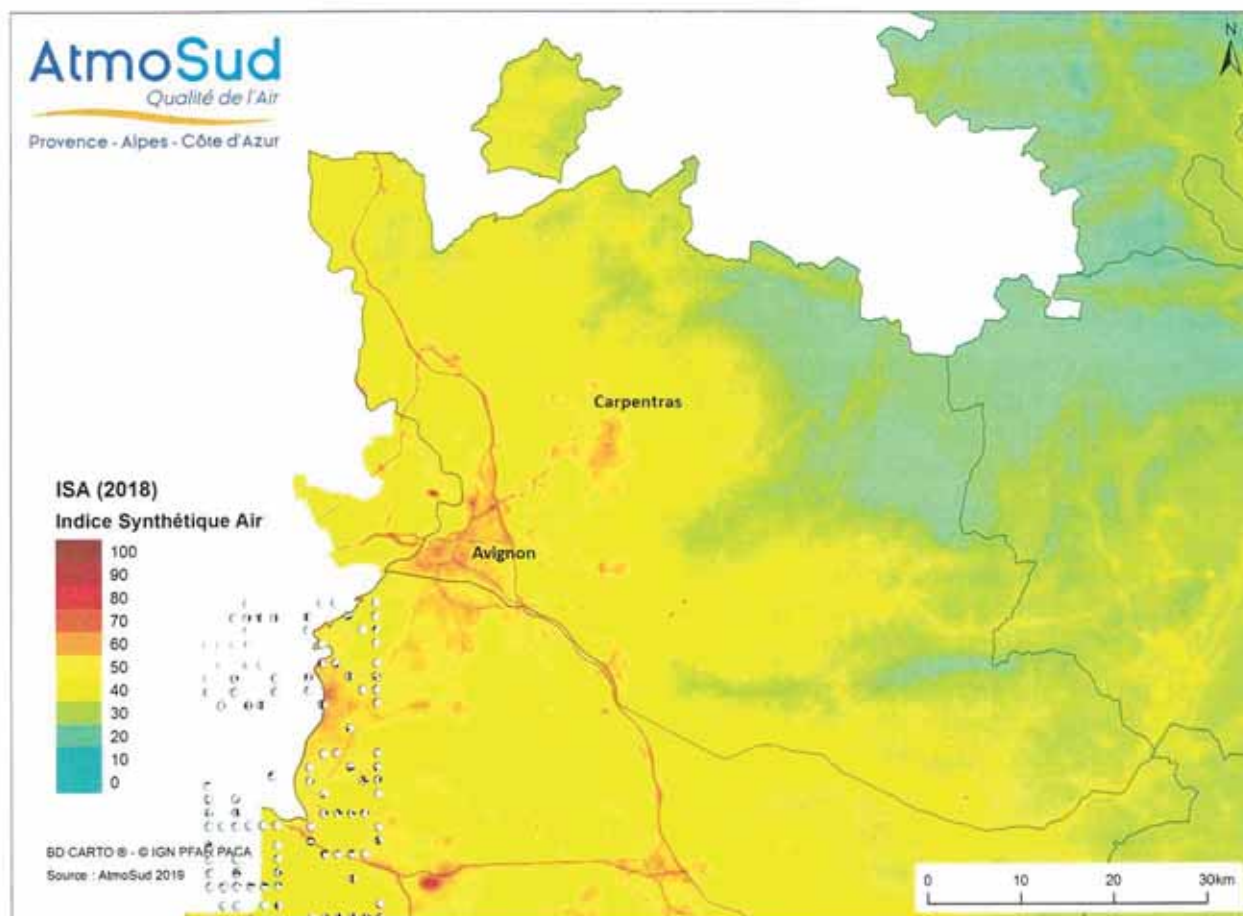 AtmoSud
Qualité de l'Air
Provence - Alpes - Côte d'Azur
N
Carpentras
Avignon
ISA (2018)
Indice Synthétique Air
100
90
80
70
60
50
40
30
20
10
0
BD CARTO ® - © IGN PFAR PACA
Source : AtmoSud 2019
0 10 20 30km